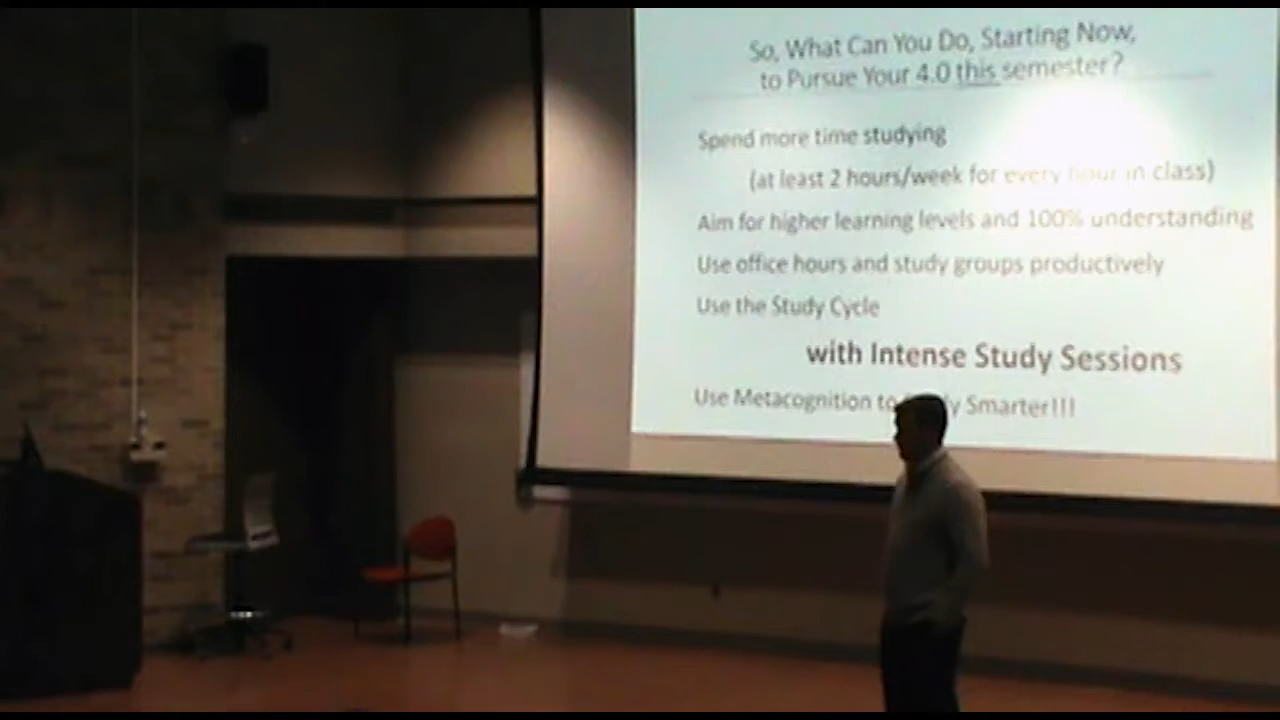 So, What Can You Do, Starting Now,
to Pursue Your 4.0 this semester?
Spend more time studying
(at least 2 hours/week for every hour in class)
Aim for higher learning levels and 100% understanding
Use office hours and study groups productively
Use the Study Cycle
with Intense Study Sessions
Use Metacognition to Smarter!!!